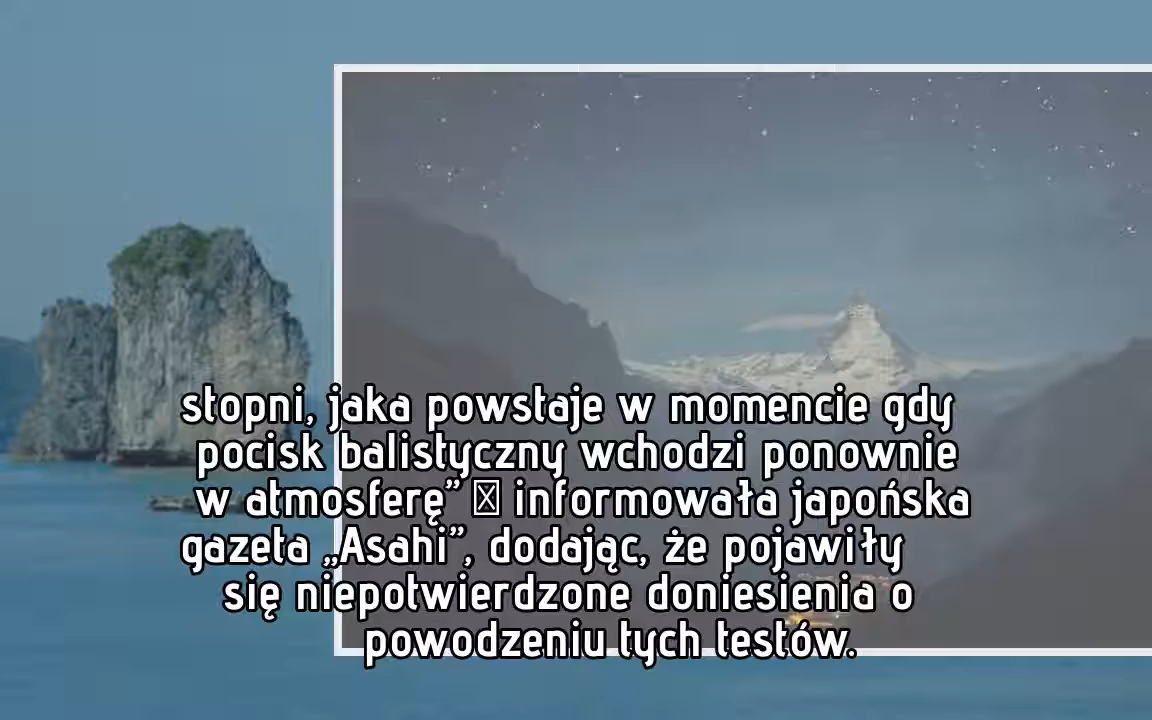 stopni, jaka powstaje w momencie gdy
pocisk balistyczny wchodzi ponownie
w atmosferę” informowała japońska
gazeta „Asahi”, dodając, że pojawiły
się niepotwierdzone doniesienia o
powodzeniu tych testów.